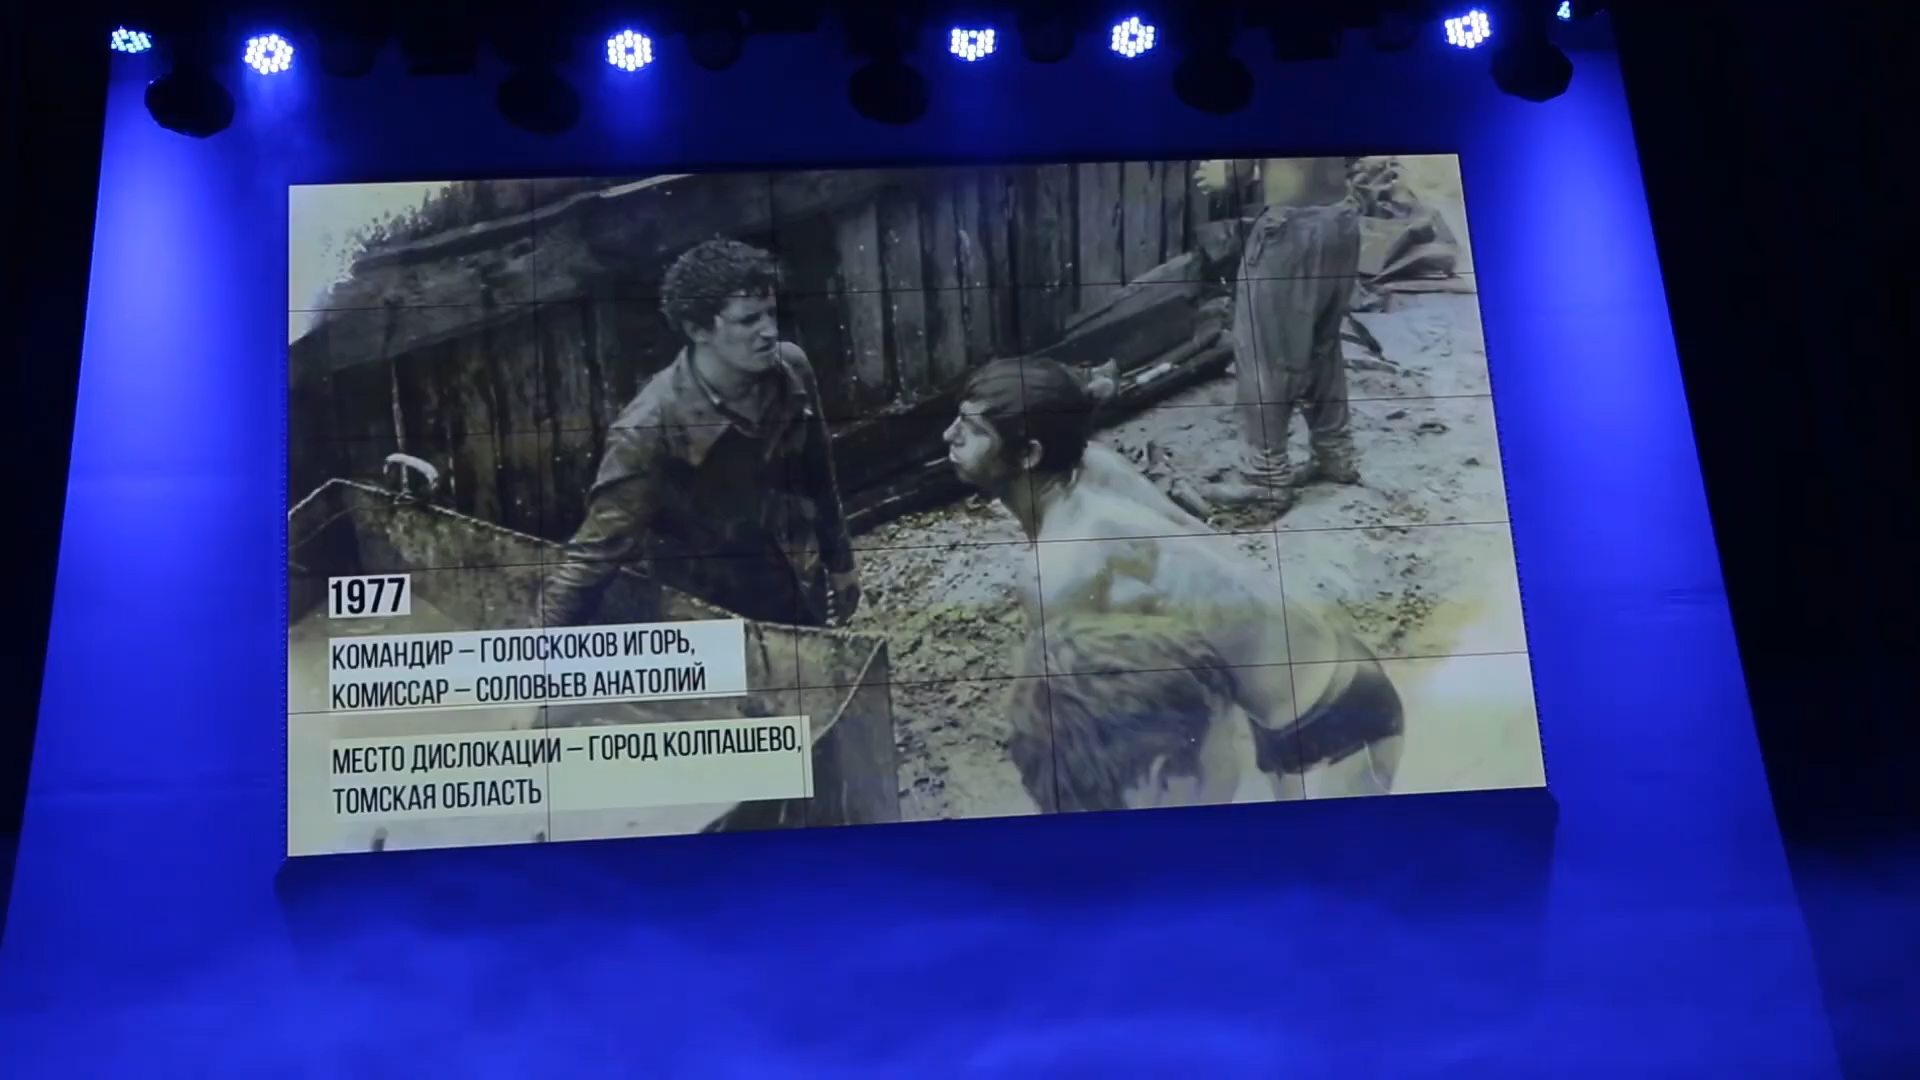 1977
КОМАНДИР – ГОЛОСКОКОВ ИГОРЬ,
КОМИССАР – СОЛОВЬЕВ АНАТОЛИЙ
МЕСТО ДИСЛОКАЦИИ – ГОРОД КОЛПАШЕВО,
ТОМСКАЯ ОБЛАСТЬ